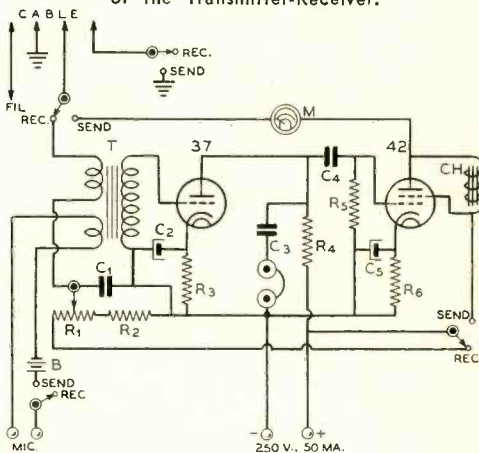 of the Transmitter-Receiver.
CABLE
REC.
SEND
FIL
REC.
SEND
M
T
37
42
C4
CH
C2
C3
R4
R5
C5
R3
R6
C1
R1
R2
SEND
REC
B
SEND
REC
MIC.
- +
250 V., 50 MA.